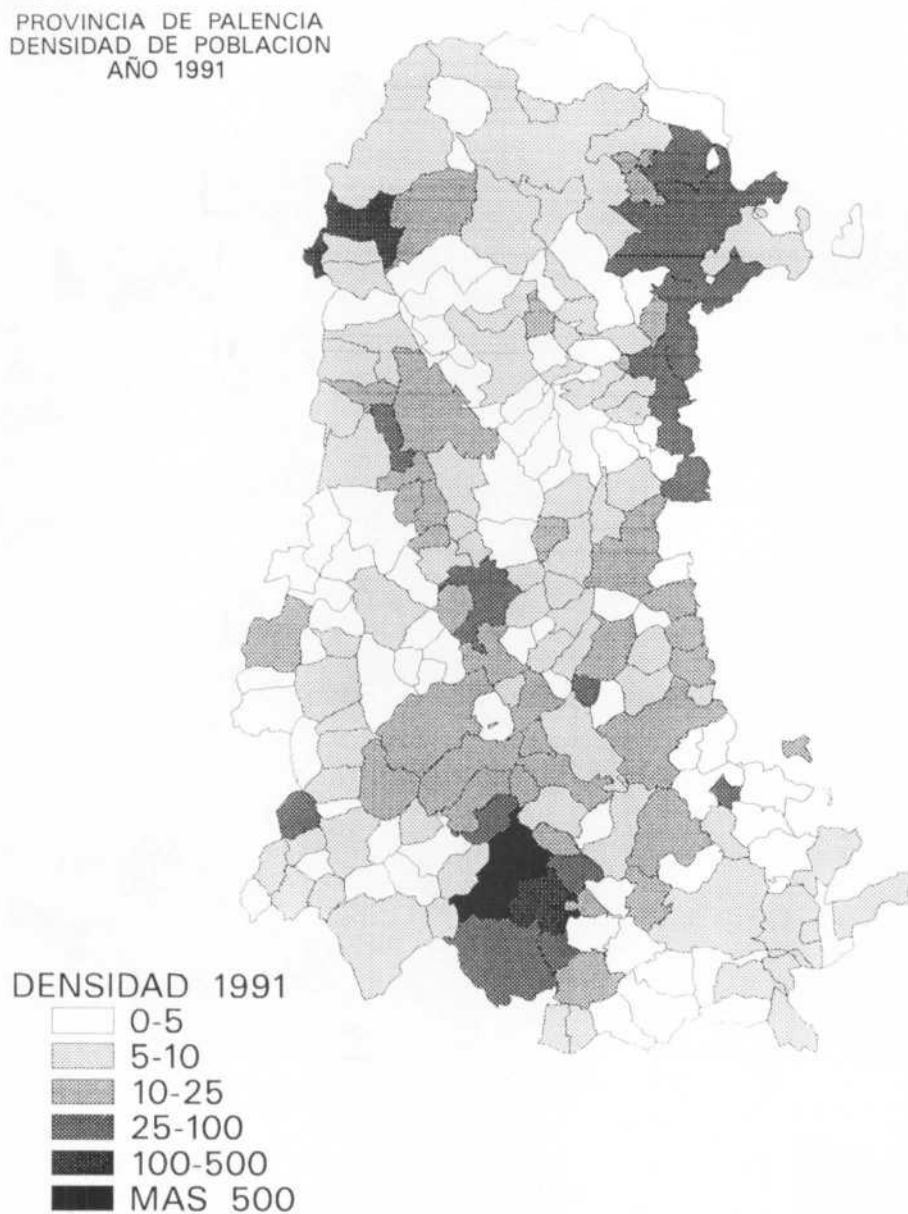 PROVINCIA DE PALENCIA
DENSIDAD DE POBLACION
AÑO 1991
DENSIDAD 1991
0-5
5-10
10-25
25-100
100-500
MAS 500